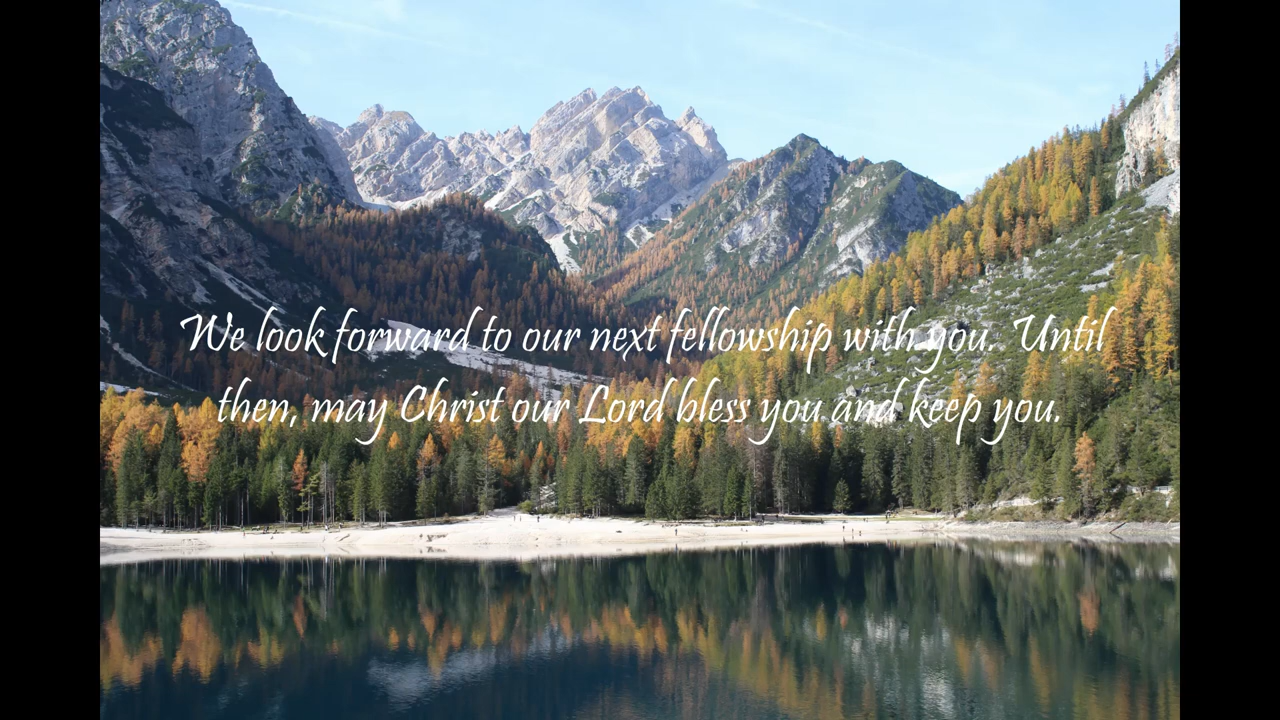 We look forward to our next fellowship with you.  Until
then, may Christ our Lord bless you and keep you.